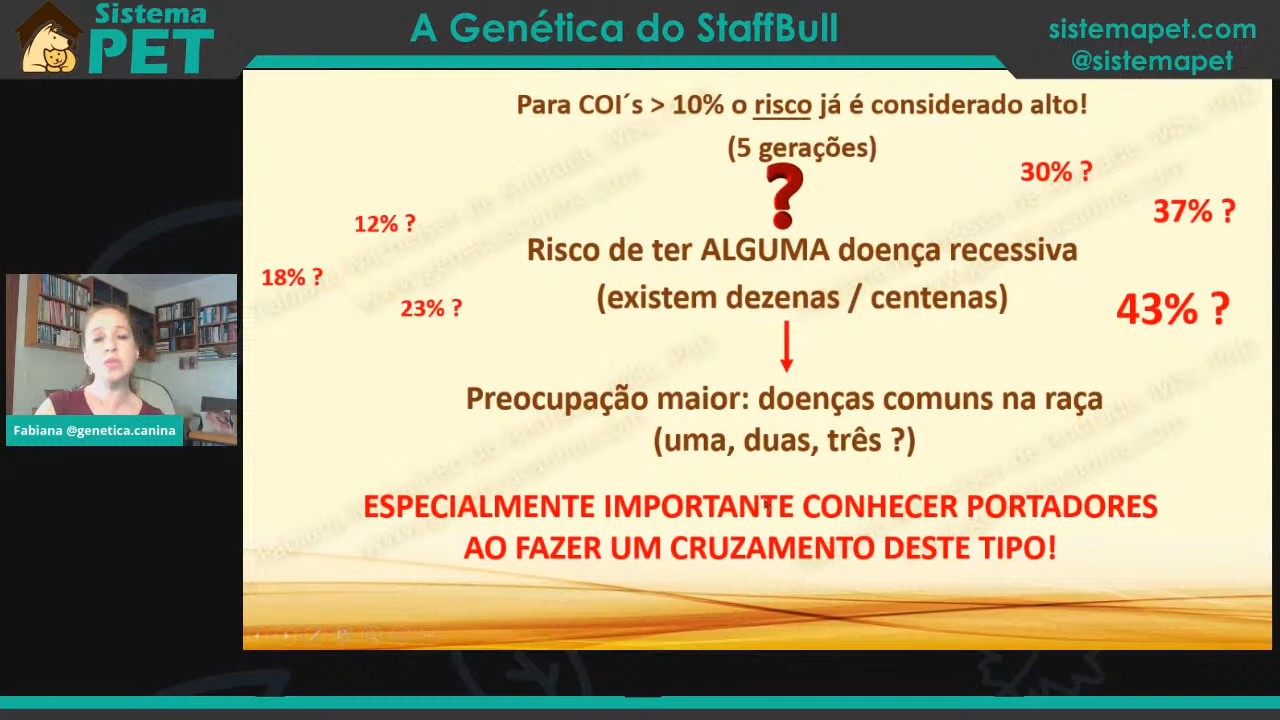 Sistema
PET
A Genética do StaffBull
sistemapet.com
@sistemapet
Para COI´s > 10% o risco já é considerado alto!
(5 gerações)
?
30% ?
37% ?
12% ?
18% ?
23% ?
43% ?
Risco de ter ALGUMA doença recessiva
(existem dezenas / centenas)
Preocupação maior: doenças comuns na raça
(uma, duas, três ?)
ESPECIALMENTE IMPORTANTE CONHECER PORTADORES
AO FAZER UM CRUZAMENTO DESTE TIPO!
Fabiana @genetica.canina